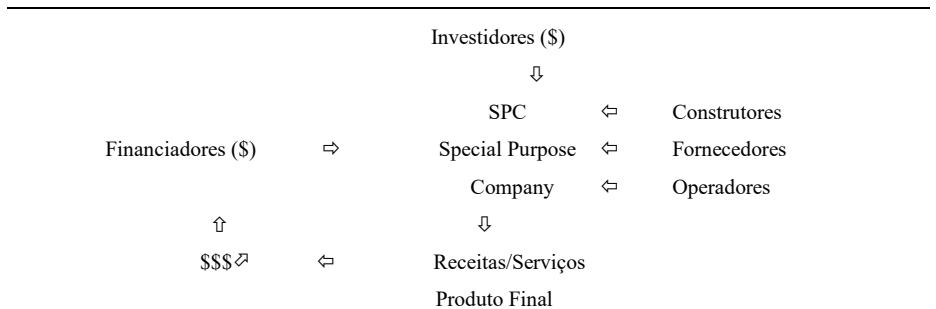 Investidores ($)
⇩
SPC ⇦ Construtores
Financiadores ($) ⇨ Special Purpose ⇦ Fornecedores
Company ⇦ Operadores
⇧ ⇩
$$$⬀ ⇦ Receitas/Serviços
Produto Final